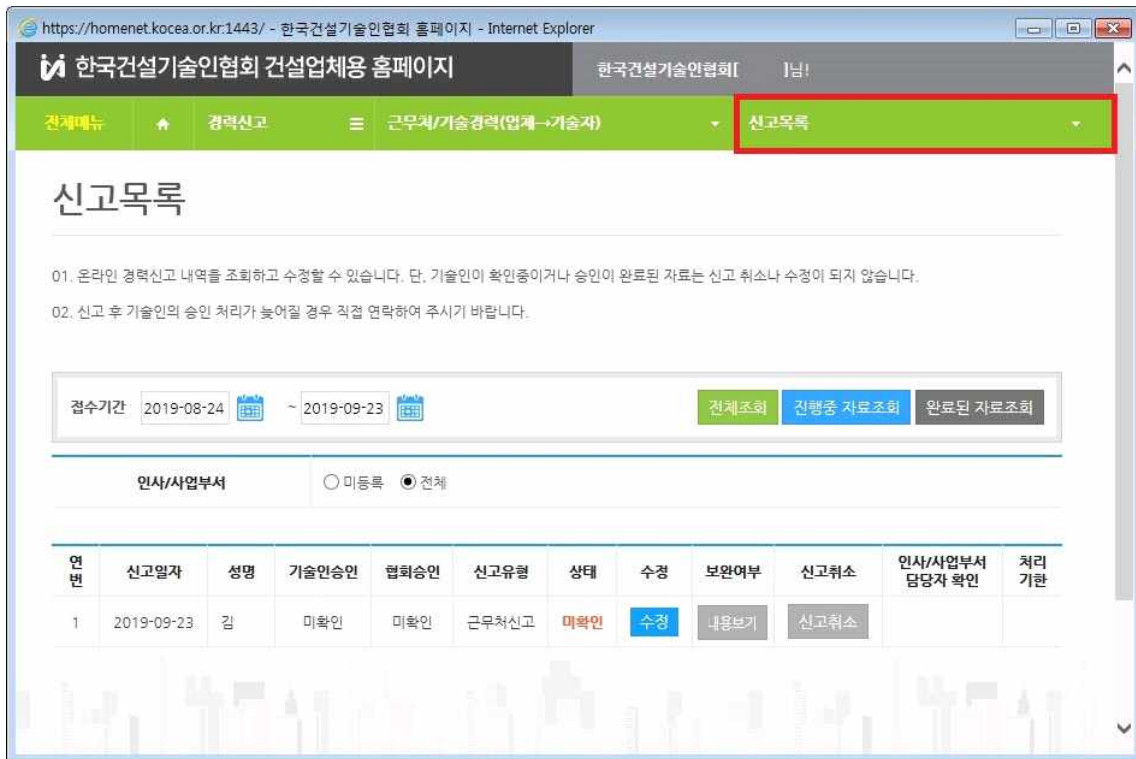 https://homenet.kocea.or.kr:1443/ - 한국건설기술인협회 홈페이지 - Internet Explorer
한국건설기술인협회 건설업체용 홈페이지 한국건설기술인협회[ ]님!
전체메뉴 경력신고 근무처/기술경력(업체→기술자) 신고목록
신고목록
01. 온라인 경력신고 내역을 조회하고 수정할 수 있습니다. 단, 기술인이 확인중이거나 승인이 완료된 자료는 신고 취소나 수정이 되지 않습니다.
02. 신고 후 기술인의 승인 처리가 늦어질 경우 직접 연락하여 주시기 바랍니다.
접수기간 2019-08-24 ~ 2019-09-23 전체조회 진행중 자료조회 완료된 자료조회
인사/사업부서 미등록 전체
연번 신고일자 성명 기술인승인 협회승인 신고유형 상태 수정 보완여부 신고취소 인사/사업부서 담당자 확인 처리기한
1 2019-09-23 김 미확인 미확인 근무처신고 미확인 수정 내용보기 신고취소